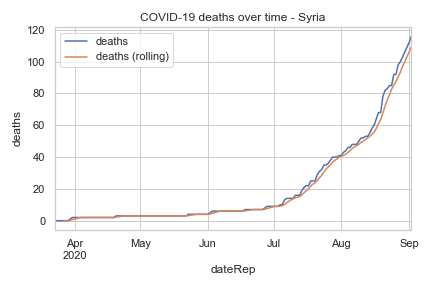 COVID-19 deaths over time - Syria
deaths
deaths (rolling)
120
100
80
60
40
20
0
deaths
Apr
2020
May
Jun
Jul
Aug
Sep
dateRep